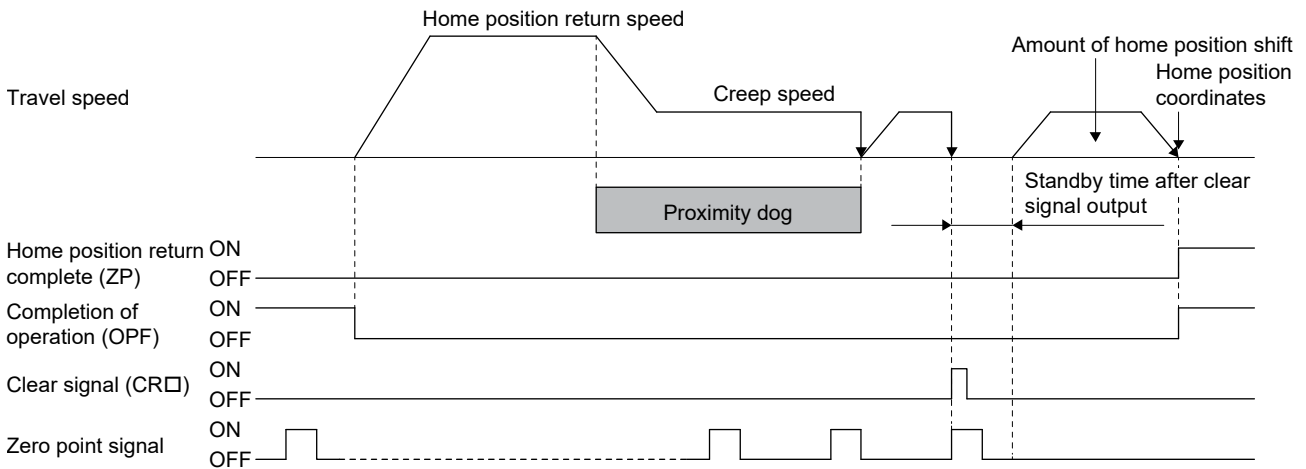 Home position return speed
Amount of home position shift
Home position
coordinates
Travel speed
Creep speed
Standby time after clear
signal output
Proximity dog
Home position return ON
complete (ZP) OFF
Completion of ON
operation (OPF) OFF
ON
Clear signal (CR□)
OFF
ON
Zero point signal
OFF